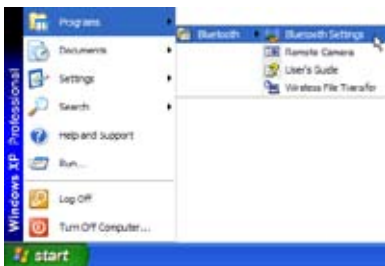 Programs
Documents
Settings
Search
Help and Support
Run...
Log Off
Turn Off Computer...
Windows XP Professional
start
Bluetooth
Bluetooth Settings
Remote Camera
User's Guide
Wireless File Transfer